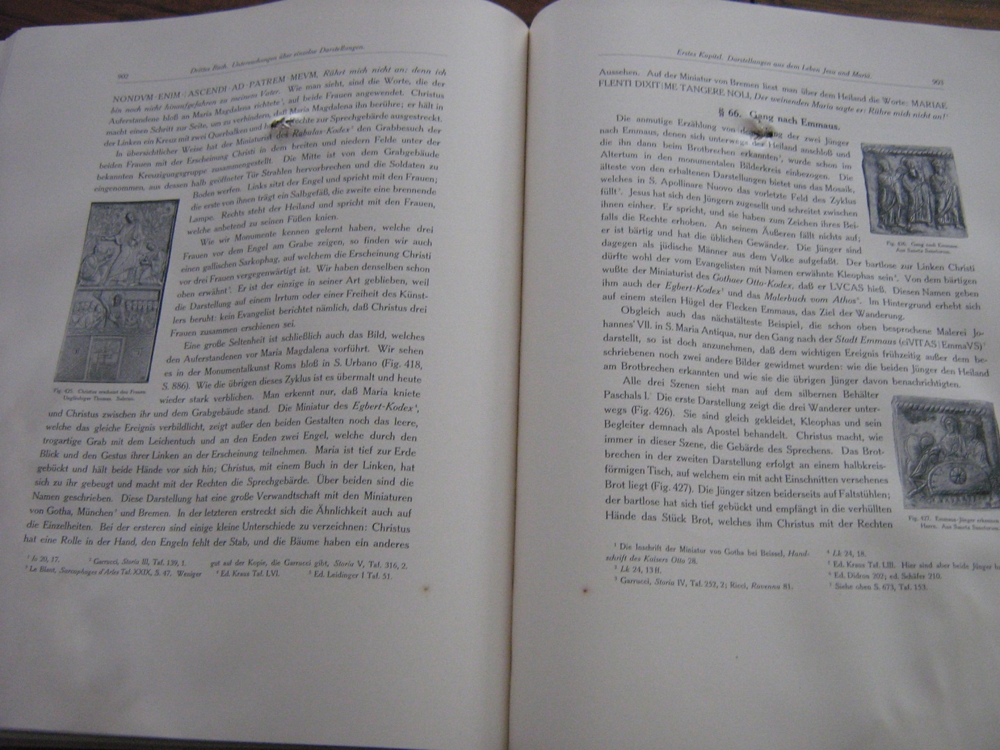 902
Drittes Buch. Untersuchungen über einzelne Darstellungen.
NONDVM·ENIM·|ASCENDI·AD·PATREM·MEVM, Rührt mich nicht an; denn ich
bin noch nicht hinaufgefahren zu meinem Vater. Wie man sieht, sind die Worte, die der
Auferstandene bloß an Maria Magdalena richtete¹, auf beide Frauen angewendet. Christus
macht einen Schritt zur Seite, um zu verhindern, daß Maria Magdalena ihn berühre; er hält in
der Linken ein Kreuz mit zwei Querbalken und rechte zur Sprechgebärde ausgestreckt.
In übersichtlicher Weise hat der Miniaturist des Rabulas-Kodex² den Grabbesuch der
beiden Frauen mit der Erscheinung Christi in dem breiten und niedern Felde unter der
bekannten Kreuzigungsgruppe zusammengestellt. Die Mitte ist von dem Grabgebäude
eingenommen, aus dessen halb geöffneter Tür Strahlen hervorbrechen und die Soldaten zu
Boden werfen. Links sitzt der Engel und spricht mit den Frauen;
die erste von ihnen trägt ein Salbgefäß, die zweite eine brennende
Lampe. Rechts steht der Heiland und spricht mit den Frauen,
welche anbetend zu seinen Füßen knien.
Wie wir Monumente kennen gelernt haben, welche drei
Frauen vor dem Engel am Grabe zeigen, so finden wir auch
einen gallischen Sarkophag, auf welchem die Erscheinung Christi
vor drei Frauen vergegenwärtigt ist. Wir haben denselben schon
oben erwähnt³. Er ist der einzige in seiner Art geblieben, weil
die Darstellung auf einem Irrtum oder einer Freiheit des Künst-
lers beruht: kein Evangelist berichtet nämlich, daß Christus drei
Frauen zusammen erschienen sei.
Eine große Seltenheit ist schließlich auch das Bild, welches
den Auferstandenen vor Maria Magdalena vorführt. Wir sehen
es in der Monumentalkunst Roms bloß in S. Urbano (Fig. 418,
S. 886). Wie die übrigen dieses Zyklus ist es übermalt und heute
wieder stark verblichen. Man erkennt nur, daß Maria kniete
Fig. 425. Christus erscheint den Frauen.
Ungläubiger Thomas. Salerno.
und Christus zwischen ihr und dem Grabgebäude stand. Die Miniatur des Egbert-Kodex⁴,
welche das gleiche Ereignis verbildlicht, zeigt außer den beiden Gestalten noch das leere,
trogartige Grab mit dem Leichentuch und an den Enden zwei Engel, welche durch den
Blick und den Gestus ihrer Linken an der Erscheinung teilnehmen. Maria ist tief zur Erde
gebückt und hält beide Hände vor sich hin; Christus, mit einem Buch in der Linken, hat
sich zu ihr gebeugt und macht mit der Rechten die Sprechgebärde. Über beiden sind die
Namen geschrieben. Diese Darstellung hat eine große Verwandtschaft mit den Miniaturen
von Gotha, München⁵ und Bremen. In der letzteren erstreckt sich die Ähnlichkeit auch auf
die Einzelheiten. Bei der ersteren sind einige kleine Unterschiede zu verzeichnen: Christus
hat eine Rolle in der Hand, den Engeln fehlt der Stab, und die Bäume haben ein anderes
¹ Io 20, 17. ² Garrucci, Storia III, Taf. 139, 1.
³ Le Blant, Sarcophages d'Arles Taf. XXIX, S. 47. Weniger
gut auf der Kopie, die Garrucci gibt, Storia V, Taf. 316, 2.
⁴ Ed. Kraus Taf. LVI. ⁵ Ed. Leidinger I Taf. 51.
Erstes Kapitel. Darstellungen aus dem Leben Jesu und Mariä.
903
Aussehen. Auf der Miniatur von Bremen liest man über dem Heiland die Worte: MARIAE
FLENTI DIXIT|ME TANGERE NOLI, Der weinenden Maria sagte er: Rühre mich nicht an!¹
§ 66. Gang nach Emmaus.
Die anmutige Erzählung von dem Gang der zwei Jünger
nach Emmaus, denen sich unterwegs der Heiland anschloß und
die ihn dann beim Brotbrechen erkannten², wurde schon im
Altertum in den monumentalen Bilderkreis einbezogen. Die
älteste von den erhaltenen Darstellungen bietet uns das Mosaik,
welches in S. Apollinare Nuovo das vorletzte Feld des Zyklus
füllt³. Jesus hat sich den Jüngern zugesellt und schreitet zwischen
ihnen einher. Er spricht, und sie haben zum Zeichen ihres Bei-
falls die Rechte erhoben. An seinem Äußeren fällt nichts auf;
er ist bärtig und hat die üblichen Gewänder. Die Jünger sind
Fig. 426. Gang nach Emmaus.
Aus Sancta Sanctorum.
dagegen als jüdische Männer aus dem Volke aufgefaßt. Der bartlose zur Linken Christi
dürfte wohl der vom Evangelisten mit Namen erwähnte Kleophas sein⁴. Von dem bärtigen
wußte der Miniaturist des Gothaer Otto-Kodex, daß er LVCAS hieß. Diesen Namen geben
ihm auch der Egbert-Kodex⁵ und das Malerbuch vom Athos⁶. Im Hintergrund erhebt sich
auf einem steilen Hügel der Flecken Emmaus, das Ziel der Wanderung.
Obgleich auch das nächstälteste Beispiel, die schon oben besprochene Malerei Jo-
hannes' VII. in S. Maria Antiqua, nur den Gang nach der Stadt Emmaus (ciVITAS|EmmaVS)⁷
darstellt, so ist doch anzunehmen, daß dem wichtigen Ereignis frühzeitig außer dem be-
schriebenen noch zwei andere Bilder gewidmet wurden: wie die beiden Jünger den Heiland
am Brotbrechen erkannten und wie sie die übrigen Jünger davon benachrichtigten.
Alle drei Szenen sieht man auf dem silbernen Behälter
Paschals I. Die erste Darstellung zeigt die drei Wanderer unter-
wegs (Fig. 426). Sie sind gleich gekleidet, Kleophas und sein
Begleiter demnach als Apostel behandelt. Christus macht, wie
immer in dieser Szene, die Gebärde des Sprechens. Das Brot-
brechen in der zweiten Darstellung erfolgt an einem halbkreis-
förmigen Tisch, auf welchem ein mit acht Einschnitten versehenes
Brot liegt (Fig. 427). Die Jünger sitzen beiderseits auf Faltstühlen;
der bartlose hat sich tief gebückt und empfängt in die verhüllten
Hände das Stück Brot, welches ihm Christus mit der Rechten
Fig. 427. Emmaus-Jünger erkennen
Herrn. Aus Sancta Sanctorum.
¹ Die Inschrift der Miniatur von Gotha bei Beissel, Hand-
schrift des Kaisers Otto 28.
² Lk 24, 13 ff.
³ Garrucci, Storia IV, Taf. 252, 2; Ricci, Ravenna 81.
⁴ Lk 24, 18.
⁵ Ed. Kraus Taf. LIII. Hier sind aber beide Jünger
⁶ Ed. Didron 202; ed. Schäfer 210.
⁷ Siehe oben S. 673, Taf. 153.